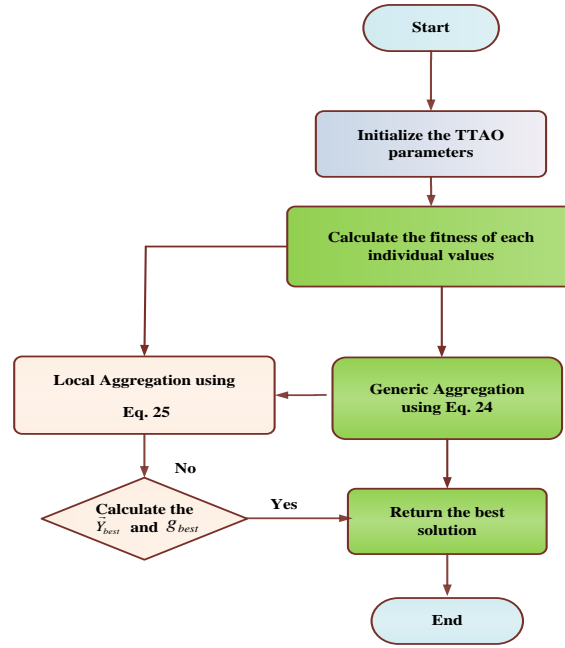 Start
Initialize the TTAO
parameters
Calculate the fitness of each
individual values
Local Aggregation using
Eq. 25
Generic Aggregation
using Eq. 24
No
Calculate the
Y⃗best and gbest
Yes
Return the best
solution
End